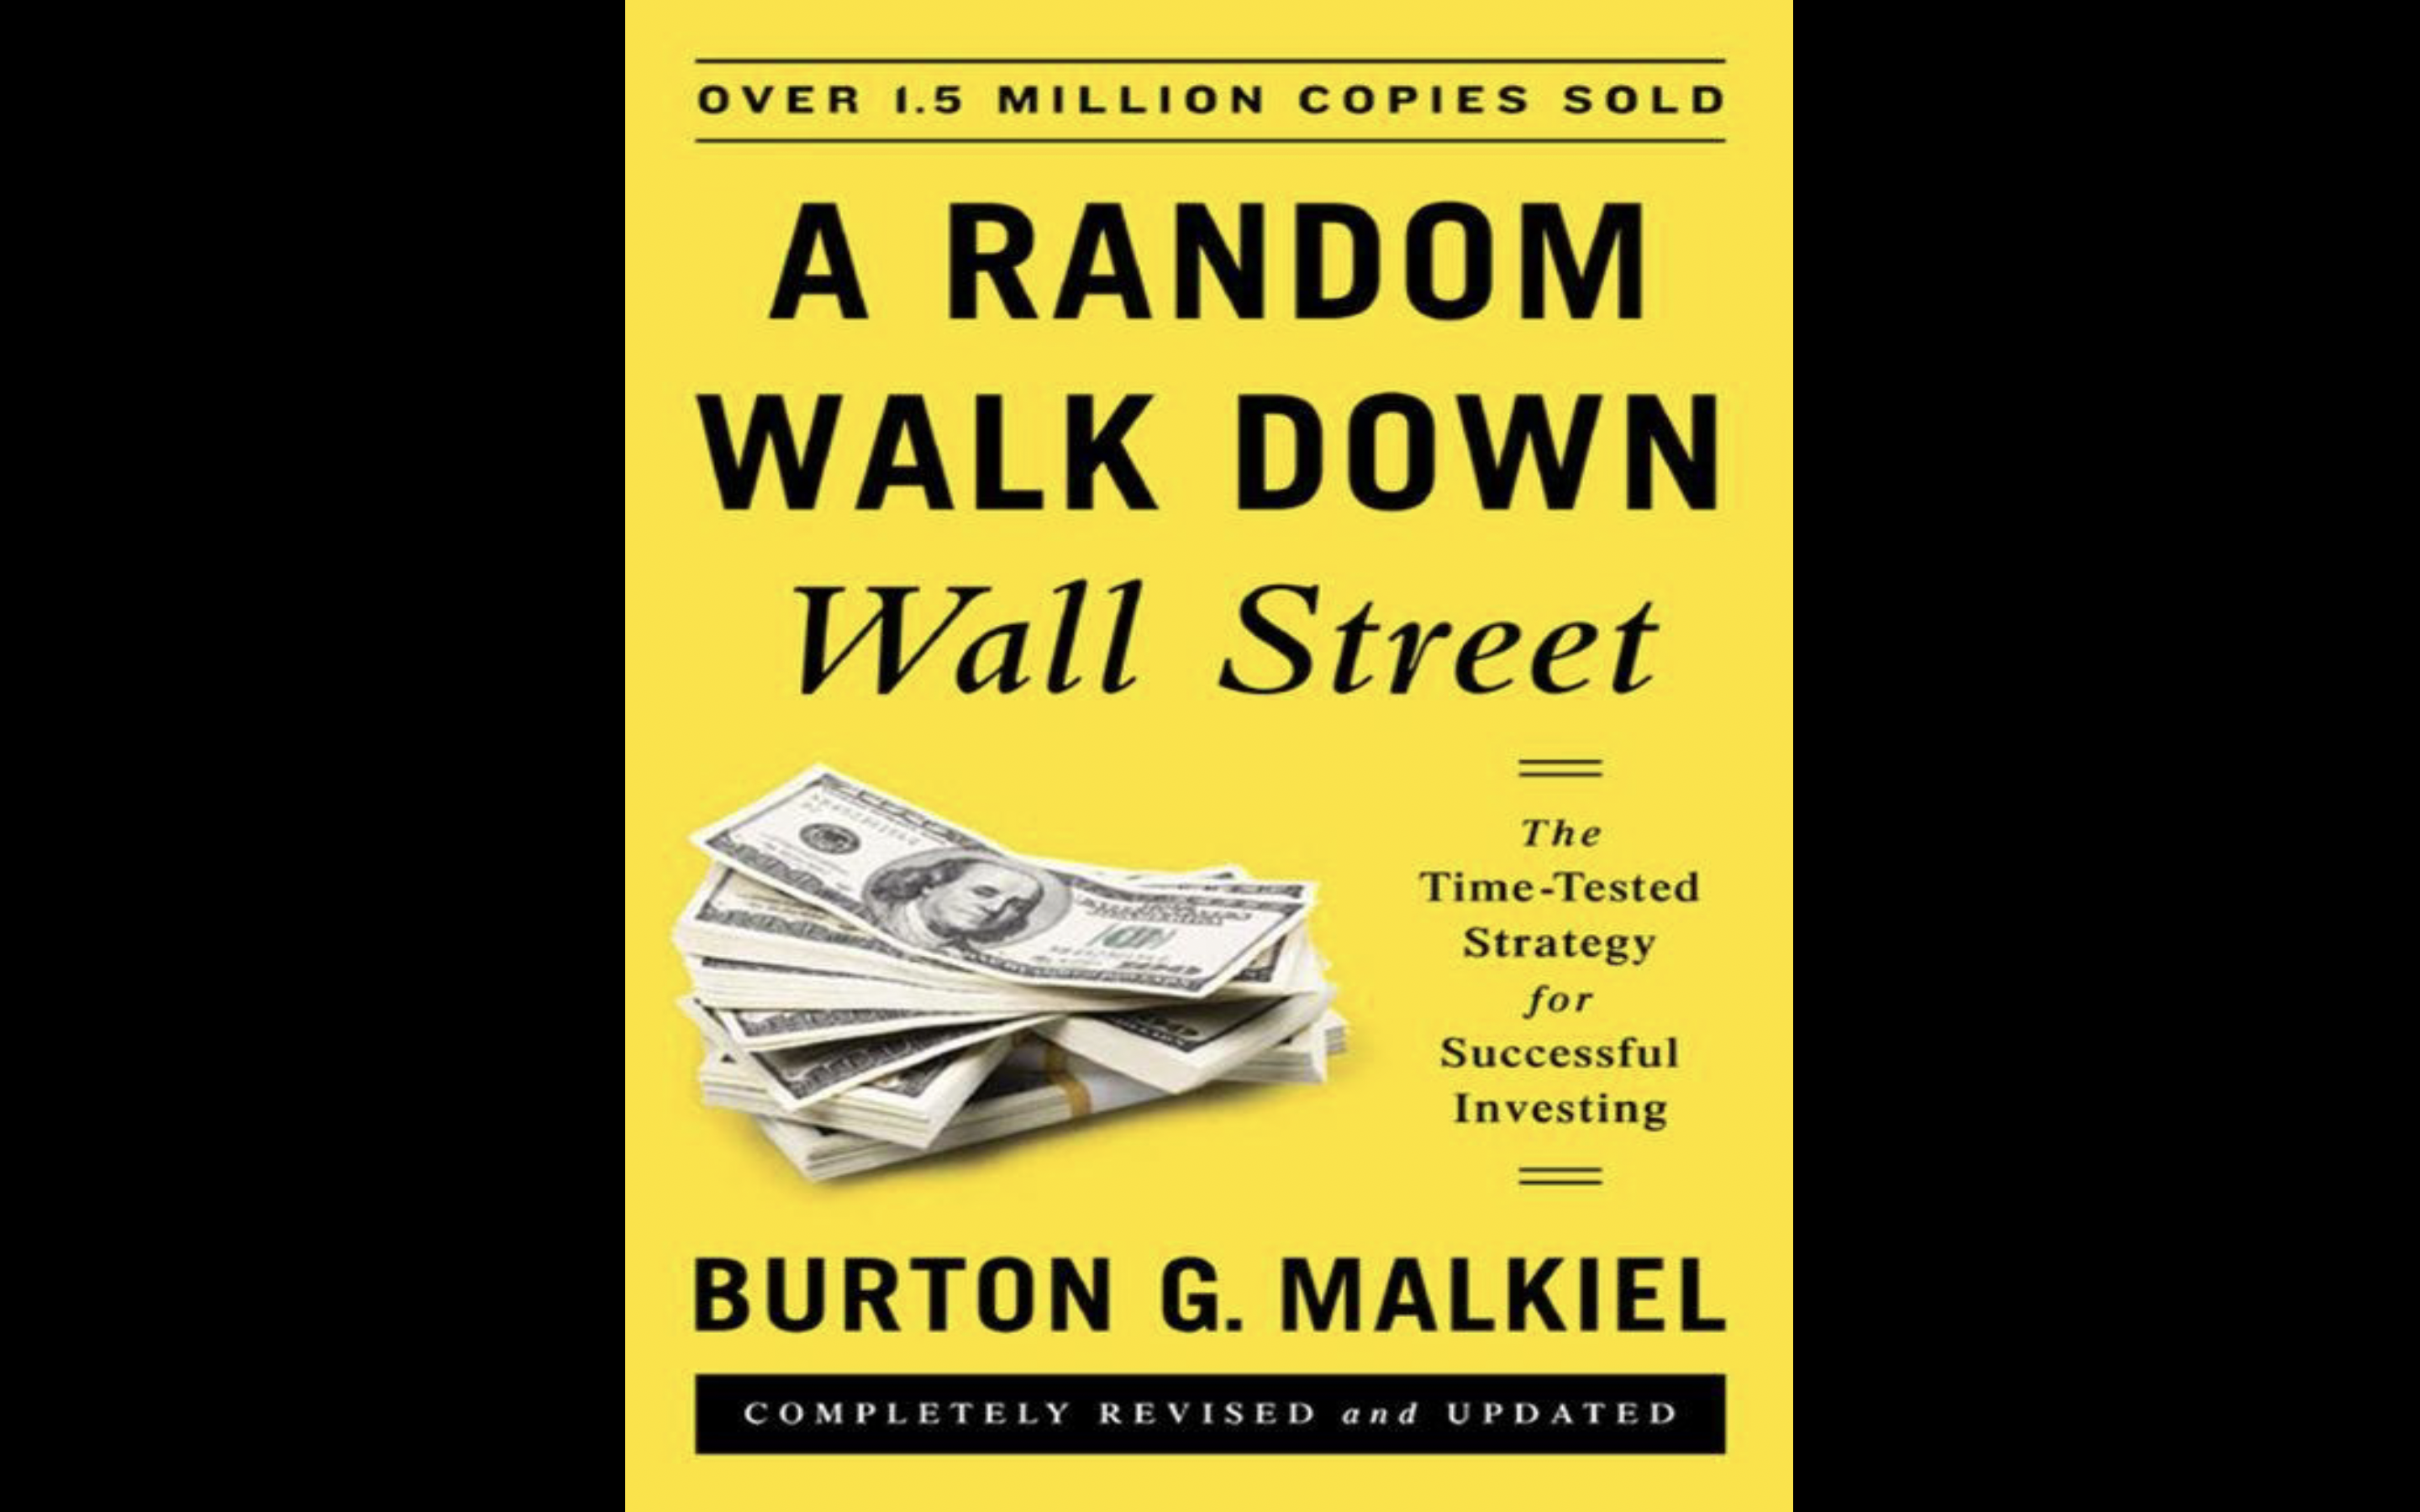 OVER 1.5 MILLION COPIES SOLD
A RANDOM
WALK DOWN
Wall Street
The
Time-Tested
Strategy
for
Successful
Investing
BURTON G. MALKIEL
COMPLETELY REVISED and UPDATED